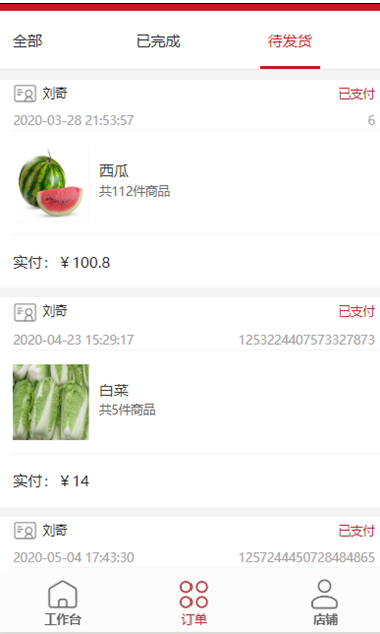 全部 已完成 待发货
刘奇 已支付
2020-03-28 21:53:57 6
西瓜
共112件商品
实付：￥100.8
刘奇 已支付
2020-04-23 15:29:17 1253224407573327873
白菜
共5件商品
实付：￥14
刘奇 已支付
2020-05-04 17:43:30 1257244450728484865
工作台 订单 店铺